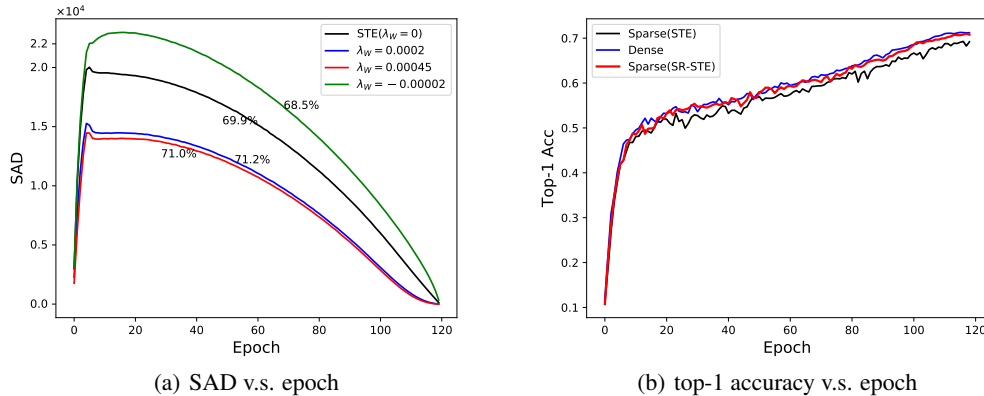 ×10⁴
2.2
2.0
1.5
1.0
0.5
0.0
SAD
STE(λ_W = 0)
λ_W = 0.0002
λ_W = 0.00045
λ_W = −0.00002
68.5%
69.9%
71.0%
71.2%
0 20 40 60 80 100 120
Epoch
(a) SAD v.s. epoch
0.7
0.6
0.5
0.4
0.3
0.2
0.1
Top-1 Acc
Sparse(STE)
Dense
Sparse(SR-STE)
0 20 40 60 80 100 120
Epoch
(b) top-1 accuracy v.s. epoch